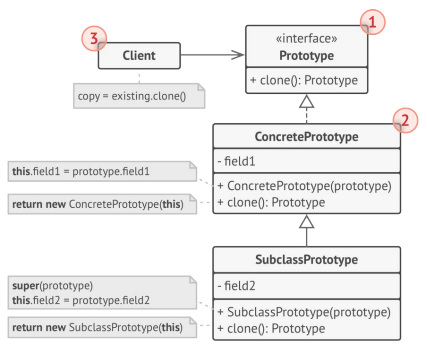 1
«interface»
Prototype
+ clone(): Prototype
3
Client
copy = existing.clone()
2
ConcretePrototype
- field1
+ ConcretePrototype(prototype)
+ clone(): Prototype
this.field1 = prototype.field1
return new ConcretePrototype(this)
SubclassPrototype
- field2
+ SubclassPrototype(prototype)
+ clone(): Prototype
super(prototype)
this.field2 = prototype.field2
return new SubclassPrototype(this)